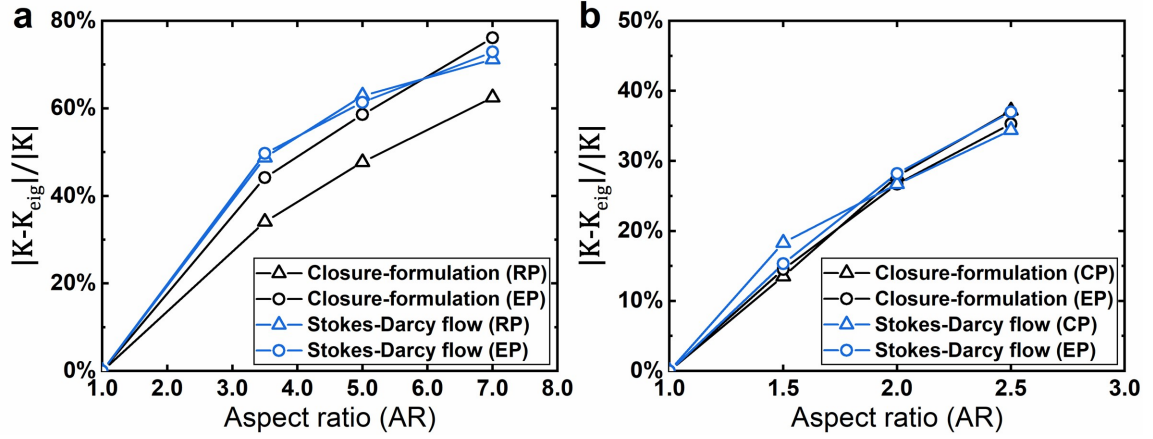 a
80%
60%
40%
20%
0%
|K-K_eig|/|K|
1.0 2.0 3.0 4.0 5.0 6.0 7.0 8.0
Aspect ratio (AR)
Closure-formulation (RP)
Closure-formulation (EP)
Stokes-Darcy flow (RP)
Stokes-Darcy flow (EP)
b
50%
40%
30%
20%
10%
0%
|K-K_eig|/|K|
1.0 1.5 2.0 2.5 3.0
Aspect ratio (AR)
Closure-formulation (CP)
Closure-formulation (EP)
Stokes-Darcy flow (CP)
Stokes-Darcy flow (EP)